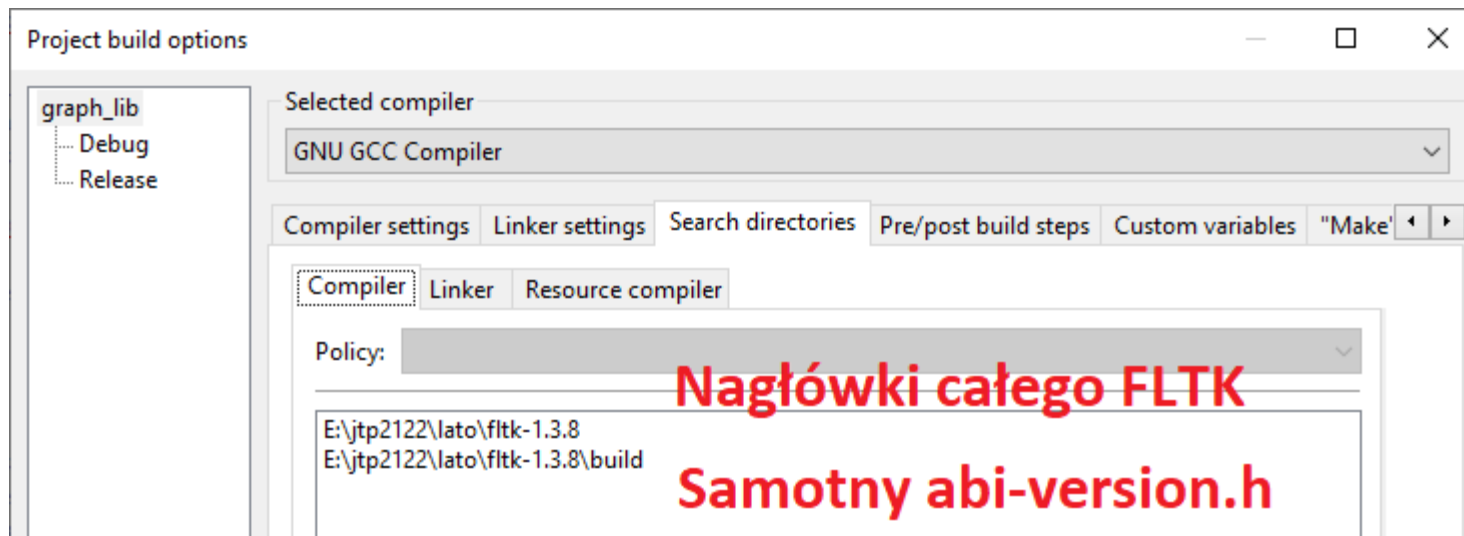 Project build options
graph_lib
Debug
Release
Selected compiler
GNU GCC Compiler
Compiler settings Linker settings Search directories Pre/post build steps Custom variables "Make'
Compiler Linker Resource compiler
Policy:
Nagłówki całego FLTK
E:\jtp2122\lato\fltk-1.3.8
E:\jtp2122\lato\fltk-1.3.8\build
Samotny abi-version.h